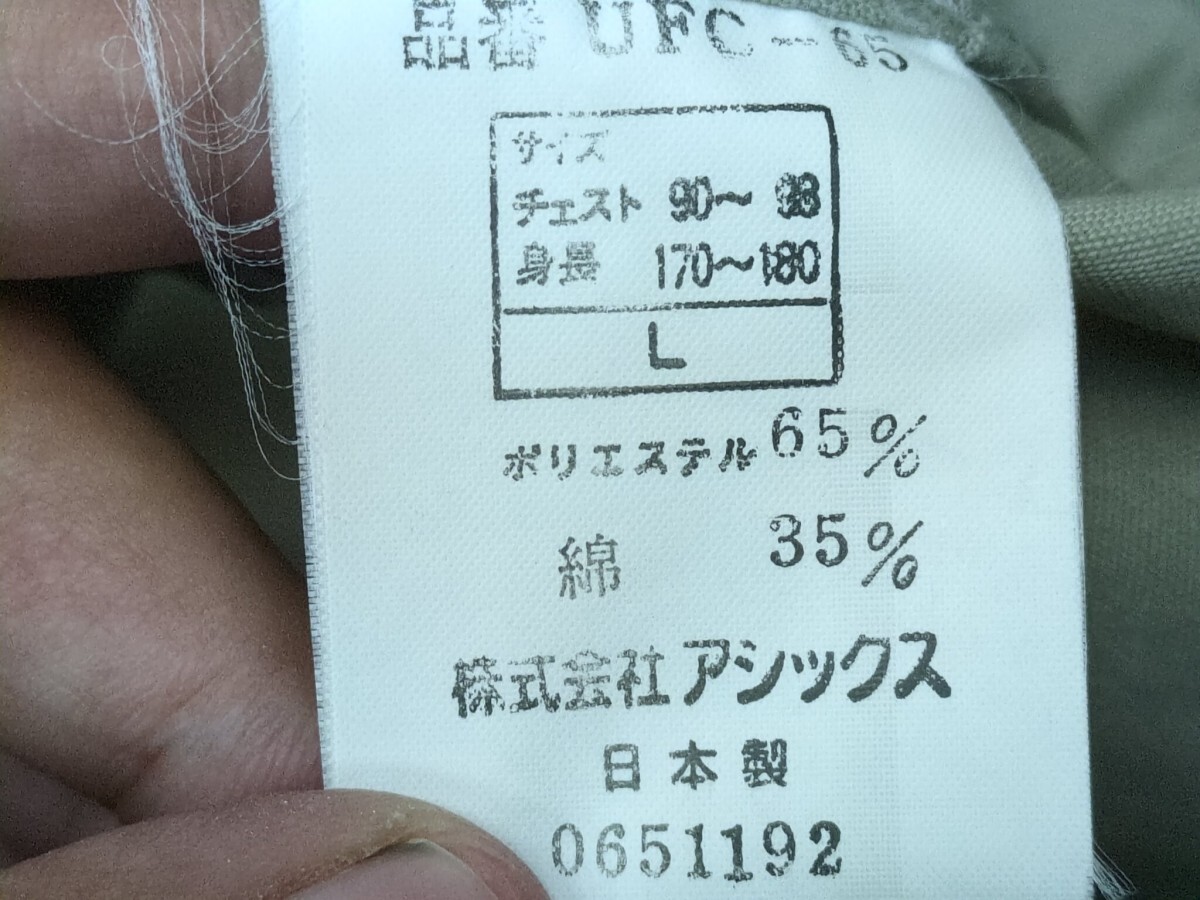 品番 UFC-65
サイズ
チェスト 90〜 98
身長 170〜180
L
ポリエステル 65%
綿 35%
株式会社アシックス
日本製
0651192